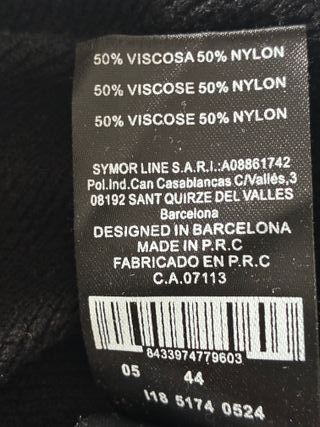 50% VISCOSA 50% NYLON
50% VISCOSE 50% NYLON
50% VISCOSE 50% NYLON
SYMOR LINE S.A.R.I.:A08861742
Pol.Ind.Can Casablancas C/Vallés,3
08192 SANT QUIRZE DEL VALLES
Barcelona
DESIGNED IN BARCELONA
MADE IN P.R.C
FABRICADO EN P.R.C
C.A.07113
8433974779603
05 44
I18 5174 0524